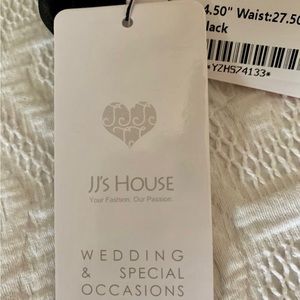 4.50" Waist:27.50
lack
*Y2HS74133*
JJ's HOUSE
Your Fashion. Our Passion.
WEDDING
& SPECIAL
OCCASIONS